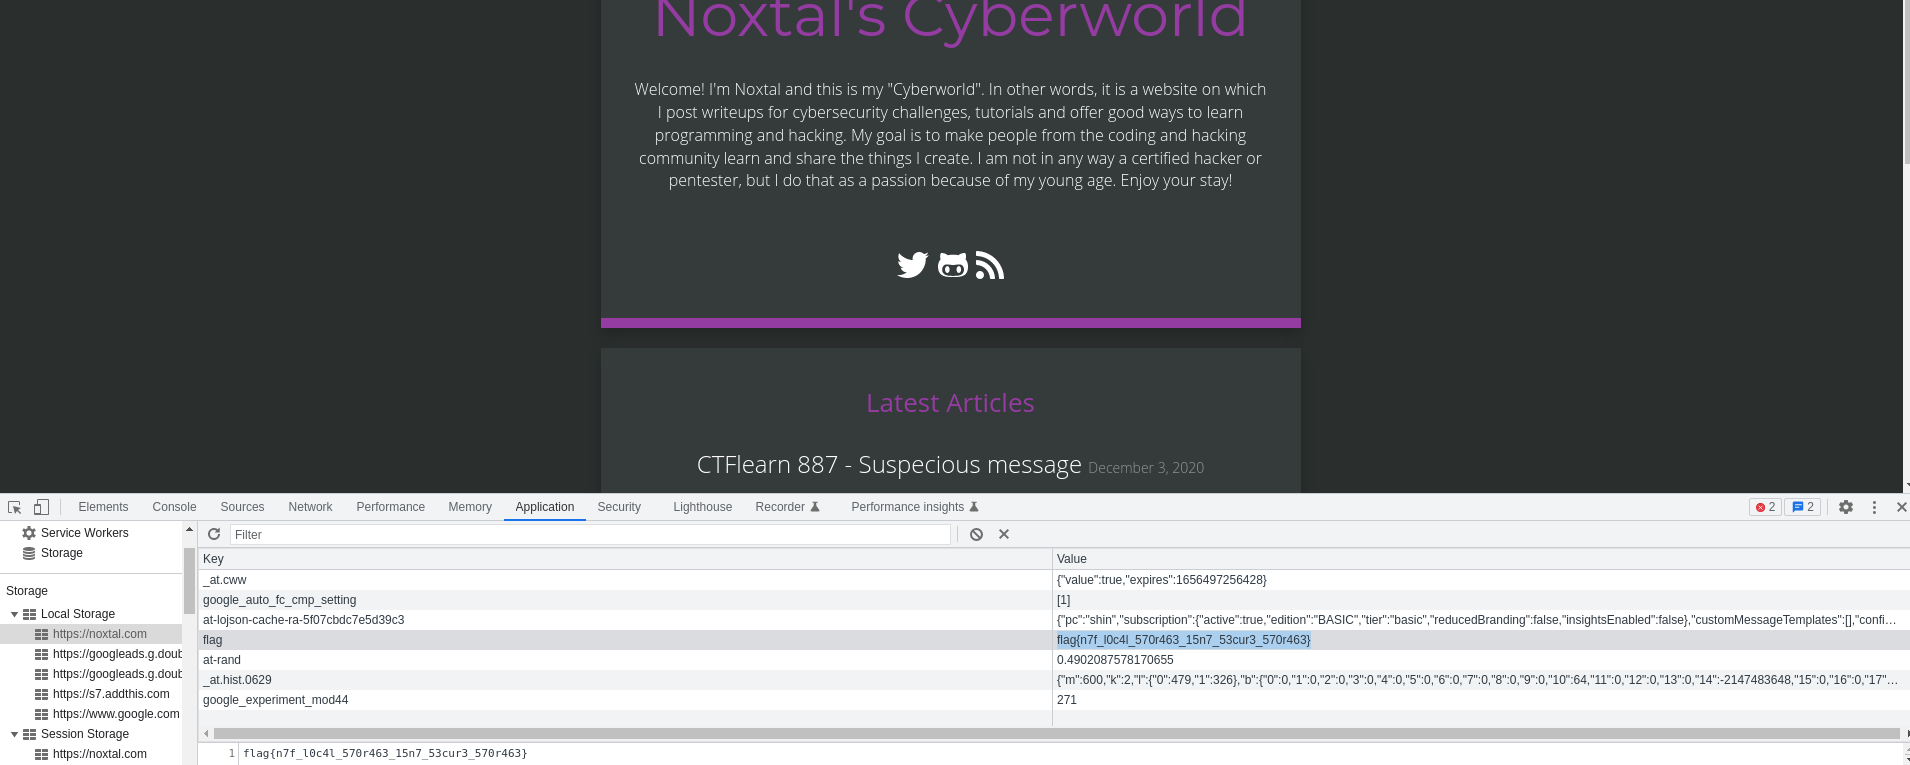 Noxtal's Cyberworld
Welcome! I'm Noxtal and this is my "Cyberworld". In other words, it is a website on which
I post writeups for cybersecurity challenges, tutorials and offer good ways to learn
programming and hacking. My goal is to make people from the coding and hacking
community learn and share the things I create. I am not in any way a certified hacker or
pentester, but I do that as a passion because of my young age. Enjoy your stay!
Latest Articles
CTFlearn 887 - Suspecious message December 3, 2020
Elements Console Sources Network Performance Memory Application Security Lighthouse Recorder Performance insights 2 2
Service Workers
Storage
Storage
Local Storage
https://noxtal.com
https://googleads.g.doub
https://googleads.g.doub
https://s7.addthis.com
https://www.google.com
Session Storage
https://noxtal.com
Filter
Key Value
_at.cww {"value":true,"expires":1656497256428}
google_auto_fc_cmp_setting [1]
at-lojson-cache-ra-5f07cbdc7e5d39c3 {"pc":"shin","subscription":{"active":true,"edition":"BASIC","tier":"basic","reducedBranding":false,"insightsEnabled":false},"customMessageTemplates":[],"confi…
flag flag{n7f_l0c4l_570r463_15n7_53cur3_570r463}
at-rand 0.4902087578170655
_at.hist.0629 {"m":600,"k":2,"l":{"0":479,"1":326},"b":{"0":0,"1":0,"2":0,"3":0,"4":0,"5":0,"6":0,"7":0,"8":0,"9":0,"10":64,"11":0,"12":0,"13":0,"14":-2147483648,"15":0,"16":0,"17"…
google_experiment_mod44 271
1 flag{n7f_l0c4l_570r463_15n7_53cur3_570r463}